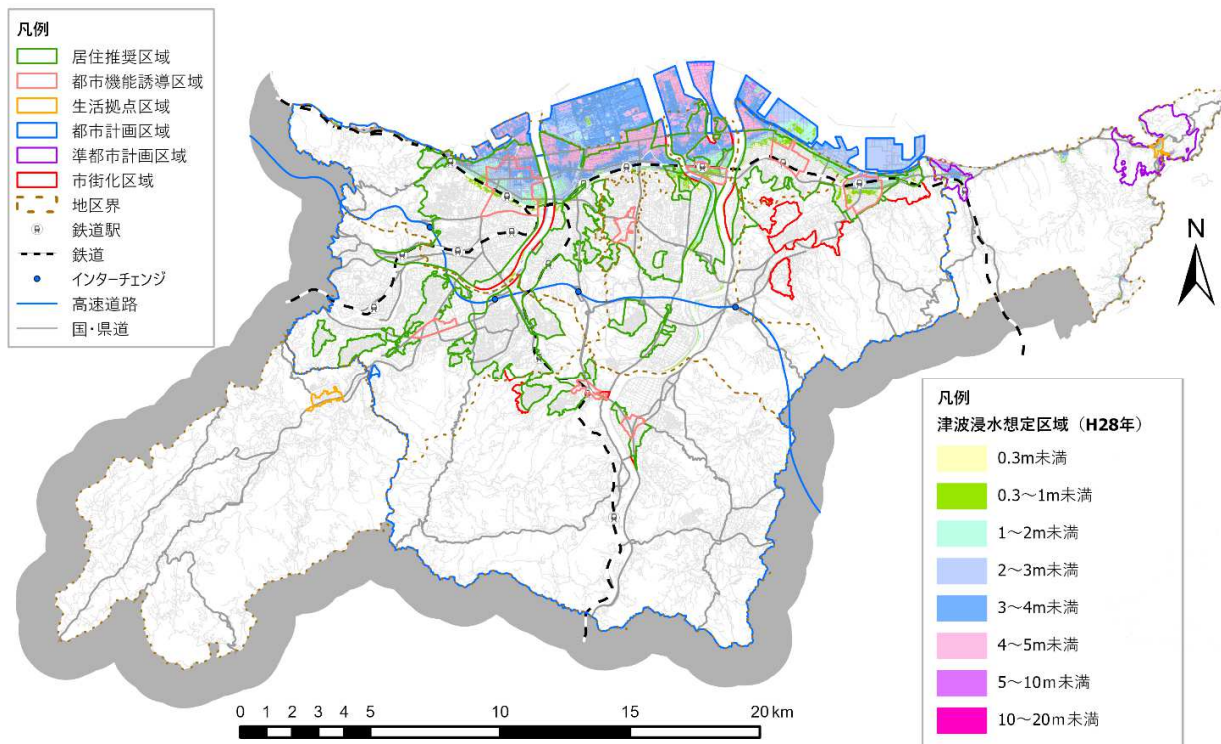 凡例
居住推奨区域
都市機能誘導区域
生活拠点区域
都市計画区域
準都市計画区域
市街化区域
地区界
鉄道駅
鉄道
インターチェンジ
高速道路
国・県道
N
凡例
津波浸水想定区域（H28年）
0.3m未満
0.3～1m未満
1～2m未満
2～3m未満
3～4m未満
4～5m未満
5～10m未満
10～20m未満
0 1 2 3 4 5 10 15 20 km